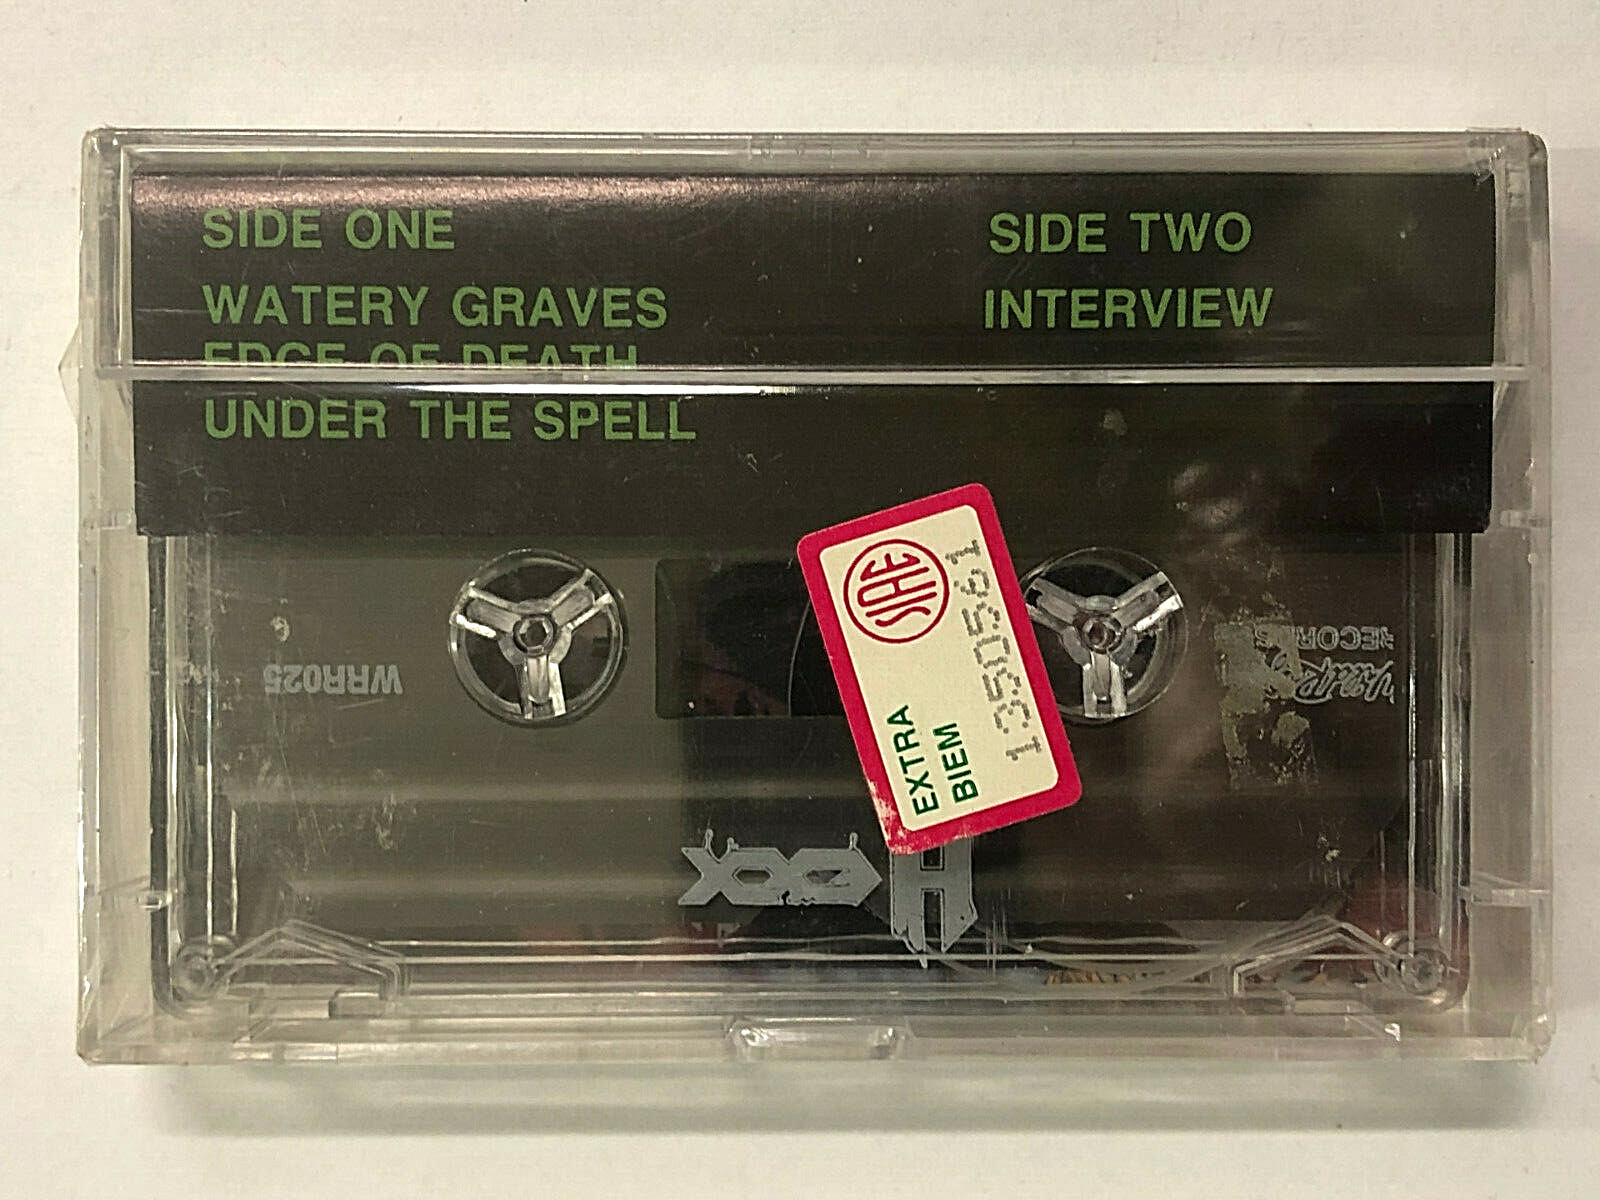 SIDE ONE
WATERY GRAVES
EDGE OF DEATH
UNDER THE SPELL
SIDE TWO
INTERVIEW
SIAE
EXTRA
BIEM
1350561
WRR025
RECORDS